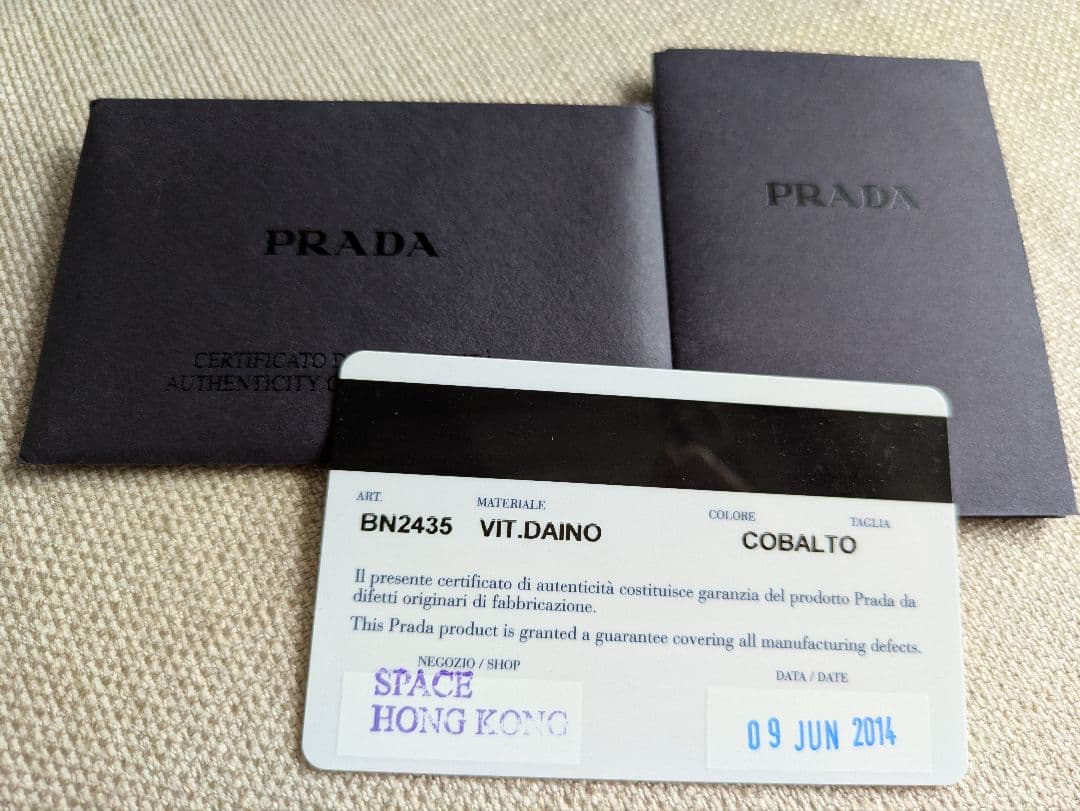 PRADA
PRADA
CERTIFICATO
AUTHENTICITY
ART.
BN2435
MATERIALE
VIT.DAINO
COLORE
COBALTO
TAGLIA
Il presente certificato di autenticità costituisce garanzia del prodotto Prada da
difetti originari di fabbricazione.
This Prada product is granted a guarantee covering all manufacturing defects.
NEGOZIO / SHOP
SPACE
HONG KONG
DATA / DATE
09 JUN 2014